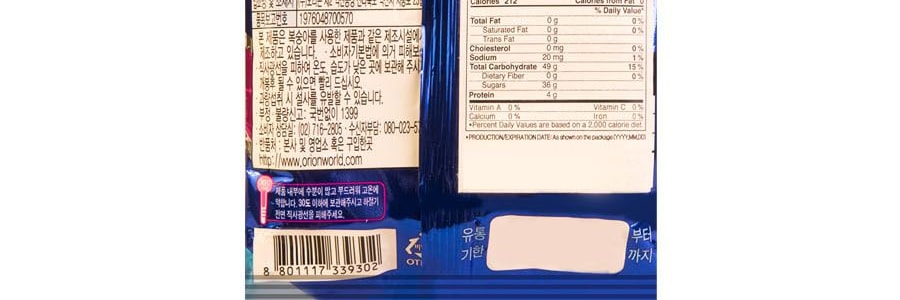 품목보고번호 1976048700570
본 제품은 복숭아를 사용한 제품과 같은 제조시설에서
제조하고 있습니다. · 소비자기본법에 의거 피해보
직사광선을 피하여 온도, 습도가 낮은 곳에 보관해 주시
개봉후 될 수 있으면 빨리 드십시오.
과량섭취 시 설사를 유발할 수 있습니다.
부정·불량신고: 국번없이 1399
소비자 상담실: (02) 716-2805 · 수신자부담: 080-023-5
반품처: 본사 및 영업소 혹은 구입한곳
http://www.orionworld.com
제품 내부에 수분이 많고 부드러워 고온에
약합니다. 30도 이하에 보관해주시고 하절기
전면 직사광선을 피해주세요.
8 801117 339302
OTH
Calories 212 Calories from Fat 0
% Daily Value*
Total Fat 0 g 0 %
Saturated Fat 0 g 0 %
Trans Fat 0 g
Cholesterol 0 mg 0 %
Sodium 20 mg 1 %
Total Carbohydrate 49 g 15 %
Dietary Fiber 0 g 0 %
Sugars 36 g
Protein 4 g
Vitamin A 0 % Vitamin C 0 %
Calcium 0 % Iron 0 %
*Percent Daily Values are based on a 2,000 calorie diet.
•PRODUCTION/EXPIRATION DATE: As shown on the package (YYYY,MM,DD)
유통 부터
기한 까지